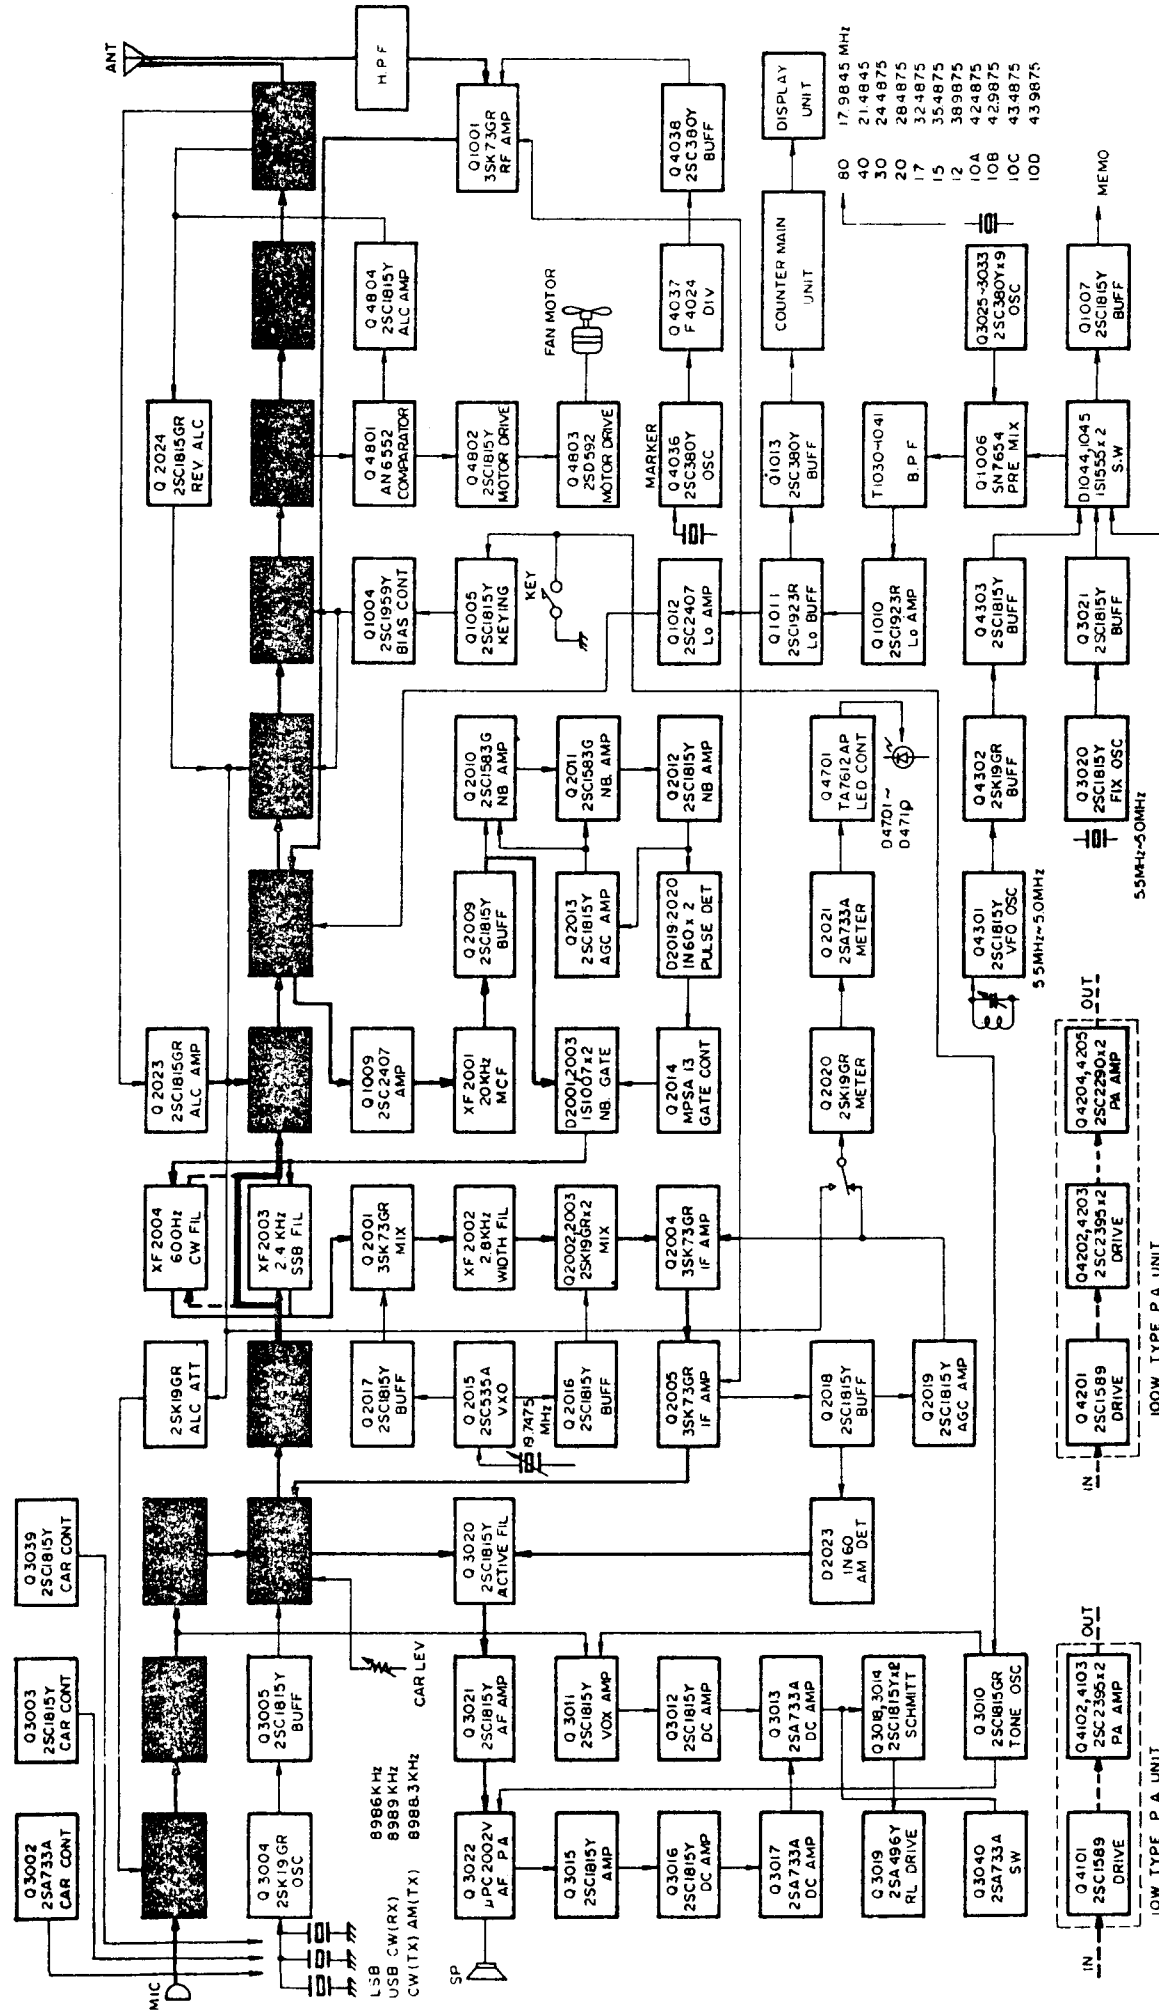 Q3002
2SA733A
CAR CONT
Q3003
2SC1815Y
CAR CONT
Q3039
2SC1815Y
CAR CONT
MIC
2SK19GR
ALC ATT
XF2004
600Hz
CW FIL
Q2023
2SC1815GR
ALC AMP
Q2024
2SC1815GR
REV ALC
ANT
Q3004
2SK19GR
OSC
Q3005
2SC1815Y
BUFF
XF2003
2.4 KHz
SSB FIL
H.P.F
LSB 8986KHz
USB CW(RX) 8989KHz
CW(TX) AM(TX) 8988.3KHz
CAR LEV
Q2017
2SC1815Y
BUFF
Q2001
3SK73GR
MIX
Q1009
2SC2407
AMP
Q1004
2SC1959Y
BIAS CONT
Q4801
AN6552
COMPARATOR
Q4804
2SC1815Y
ALC AMP
SP
Q3022
μPC2002V
AF PA
Q3021
2SC1815Y
AF AMP
Q3020
2SC1815Y
ACTIVE FIL
Q2015
2SC535A
VXO
19.7475
MHz
XF2002
2.8KHz
WIDTH FIL
XF2001
20KHz
MCF
Q2009
2SC1815Y
BUFF
Q2010
2SC1583G
NB AMP
Q1005
2SC1815Y
KEYING
Q4802
2SC1815Y
MOTOR DRIVE
Q1001
3SK73GR
RF AMP
KEY
FAN MOTOR
Q3015
2SC1815Y
AMP
Q3011
2SC1815Y
VOX AMP
Q2016
2SC1815Y
BUFF
Q2002,2003
2SK19GRx2
MIX
D2001,2003
1S1007x2
NB. GATE
Q2013
2SC1815Y
AGC AMP
Q2011
2SC1583G
NB. AMP
Q4803
2SD592
MOTOR DRIVE
MARKER
Q3016
2SC1815Y
DC AMP
Q3012
2SC1815Y
DC AMP
Q2005
3SK73GR
IF AMP
Q2004
3SK73GR
IF AMP
Q2014
MPSA 13
GATE CONT
D2019·2020
IN60 x 2
PULSE DET
Q2012
2SC1815Y
NB AMP
Q1012
2SC2407
Lo AMP
Q4036
2SC380Y
OSC
Q4037
F4024
DIV
Q4038
2SC380Y
BUFF
Q3017
2SA733A
DC AMP
Q3013
2SA733A
DC AMP
Q1011
2SC1923R
Lo BUFF
Q1013
2SC380Y
BUFF
COUNTER MAIN
UNIT
DISPLAY
UNIT
Q3019
2SA496Y
RL DRIVE
Q3018,3014
2SC1815Yx2
SCHMITT
D2023
IN60
AM DET
Q2018
2SC1815Y
BUFF
Q2020
2SK19GR
METER
Q2021
2SA733A
METER
Q4701
TA7612AP
LED CONT
D4701~
D4710
Q1010
2SC1923R
Lo AMP
T1030~1041
B.P.F
80 17.9845 MHz
40 21.4845
30 24.4875
20 28.4875
17 32.4875
15 35.4875
12 38.9875
10A 42.4875
10B 42.9875
10C 43.4875
10D 43.9875
Q3040
2SA733A
SW
Q3010
2SC1815GR
TONE OSC
Q2019
2SC1815Y
AGC AMP
Q4301
2SC1815Y
VFO OSC
5.5MHz~5.0MHz
Q4302
2SK19GR
BUFF
Q4303
2SC1815Y
BUFF
Q1006
SN7654
PRE MIX
Q3025~3033
2SC380Yx9
OSC
IN
Q4101
2SC1589
DRIVE
Q4102,4103
2SC2395x2
PA AMP
OUT
10W TYPE P.A UNIT
IN
Q4201
2SC1589
DRIVE
Q4202,4203
2SC2395x2
DRIVE
Q4204,4205
2SC2290x2
PA AMP
OUT
100W TYPE P.A UNIT
Q3020
2SC1815Y
FIX OSC
5.5MHz~5.0MHz
Q3021
2SC1815Y
BUFF
D1044,1045
1S1555x2
S.W
Q1007
2SC1815Y
BUFF
MEMO